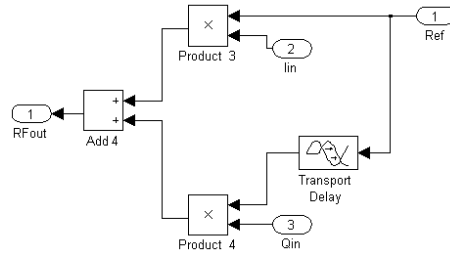 ×
Product 3
1
Ref
2
Iin
+
+
Add 4
1
RFout
Transport
Delay
×
Product 4
3
Qin